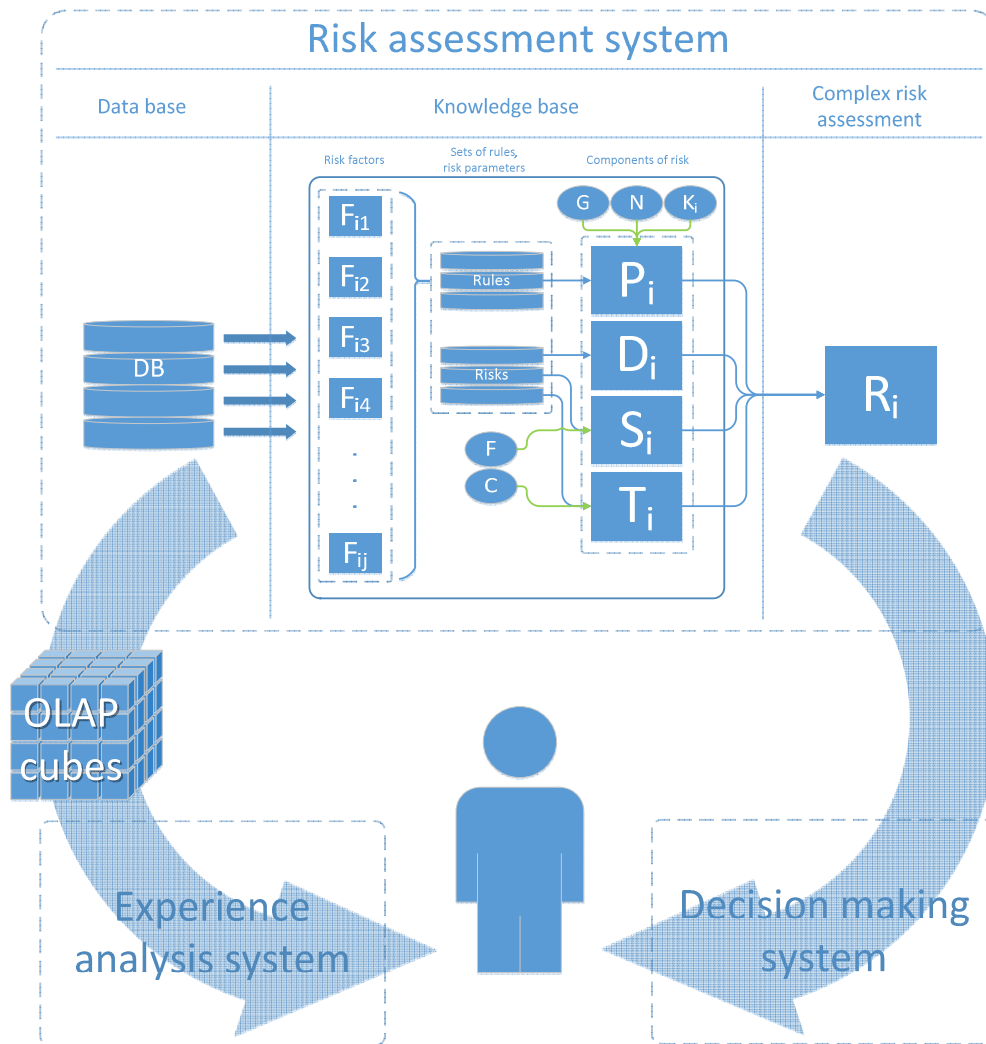 Risk assessment system
Data base
Knowledge base
Complex risk
assessment
Risk factors
Sets of rules,
risk parameters
Components of risk
G
N
Ki
Fi1
Fi2
Fi3
Fi4
.
.
.
Fij
DB
Rules
Risks
F
C
Pi
Di
Si
Ti
Ri
OLAP
cubes
Experience
analysis system
Decision making
system